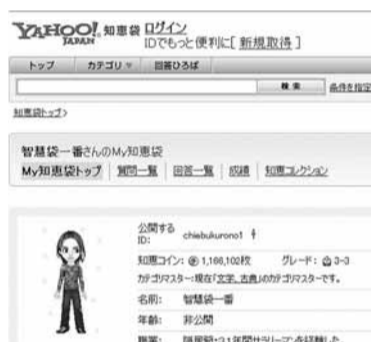 YAHOO! 知恵袋 ログイン
JAPAN IDでもっと便利に[ 新規取得 ]
トップ カテゴリ 回答ひろば
検索 条件を指定
知恵袋トップ>
智慧袋一番さんのMy知恵袋
My知恵袋トップ 質問一覧 回答一覧 成績 知恵コレクション
公開する
ID: chiebukurono1
知恵コイン: 1,166,102枚 グレード: 3-3
カテゴリマスター:現在「文学、古典」のカテゴリマスターです。
名前: 智慧袋一番
年齢: 非公開
職業: